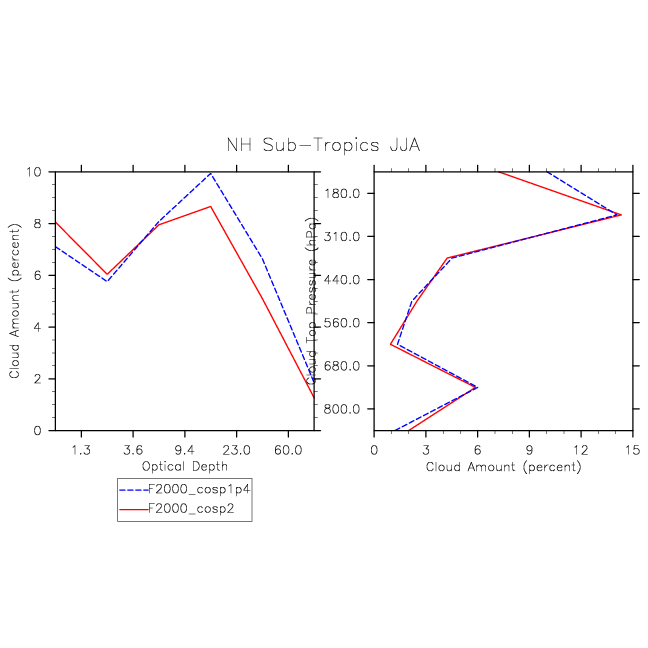 NH Sub-Tropics JJA
Cloud Amount (percent)
10
8
6
4
2
0
1.3 3.6 9.4 23.0 60.0
Optical Depth
Cloud Top Pressure (hPa)
180.0
310.0
440.0
560.0
680.0
800.0
0 3 6 9 12 15
Cloud Amount (percent)
F2000_cosp1p4
F2000_cosp2